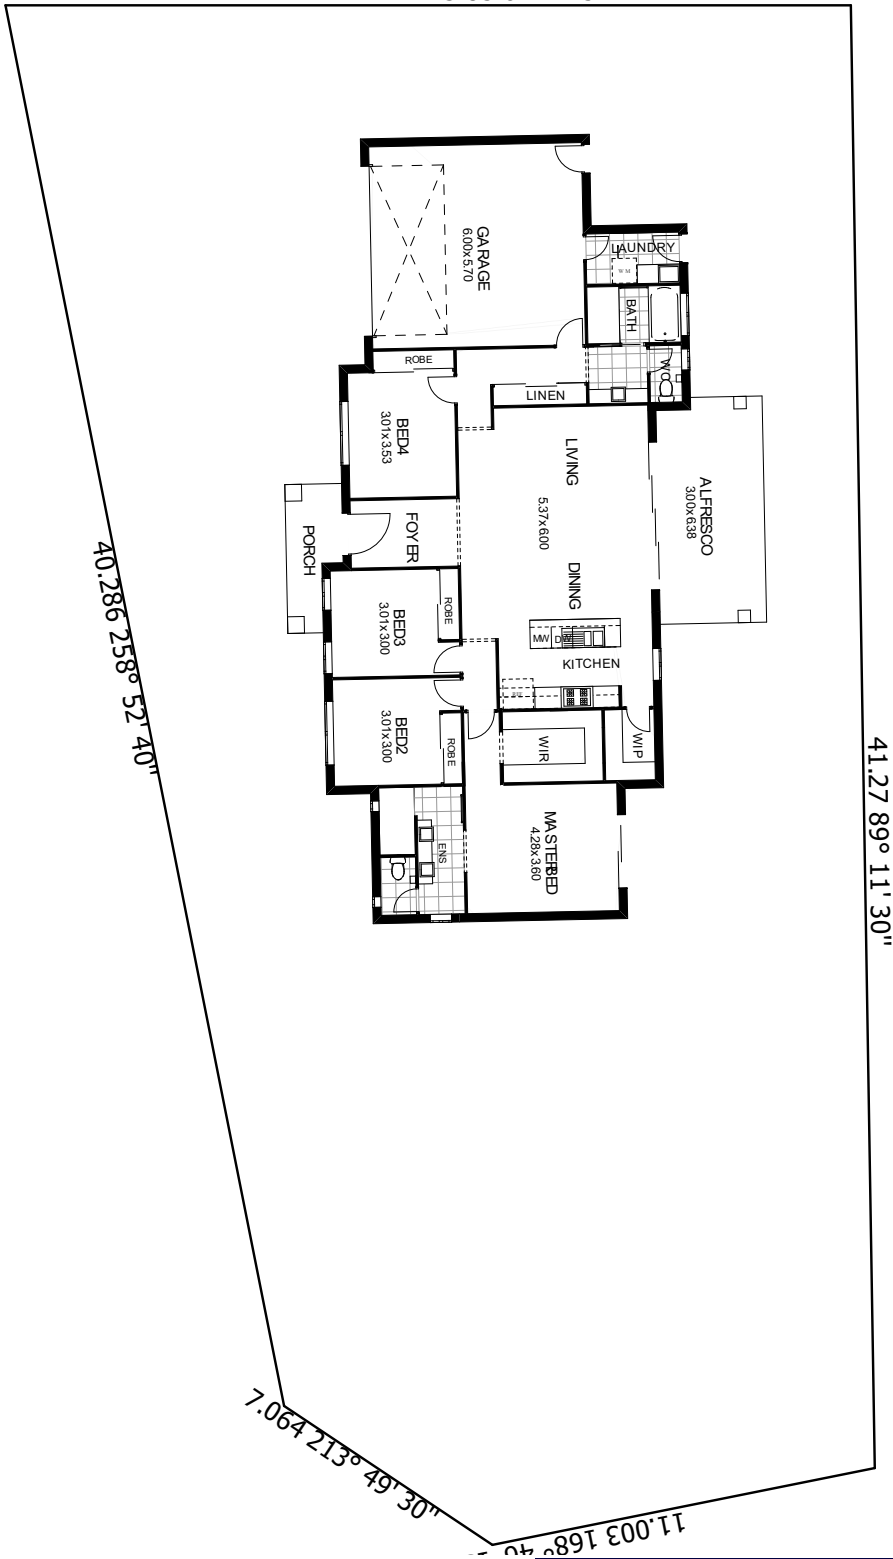 GARAGE
6.00x5.70
LAUNDRY
WM
BATH
ROBE
WC
LINEN
BED4
3.01x3.53
LIVING
ALFRESCO
3.00x6.38
5.37x6.00
FOYER
PORCH
DINING
BED3
3.01x3.00
ROBE
MW
DW
KITCHEN
BED2
3.01x3.00
ROBE
WIR
WIP
ENS
MASTERBED
4.28x3.60
40.286 258° 52' 40"
41.27 89° 11' 30"
7.064 213° 49' 30"
11.003 168°